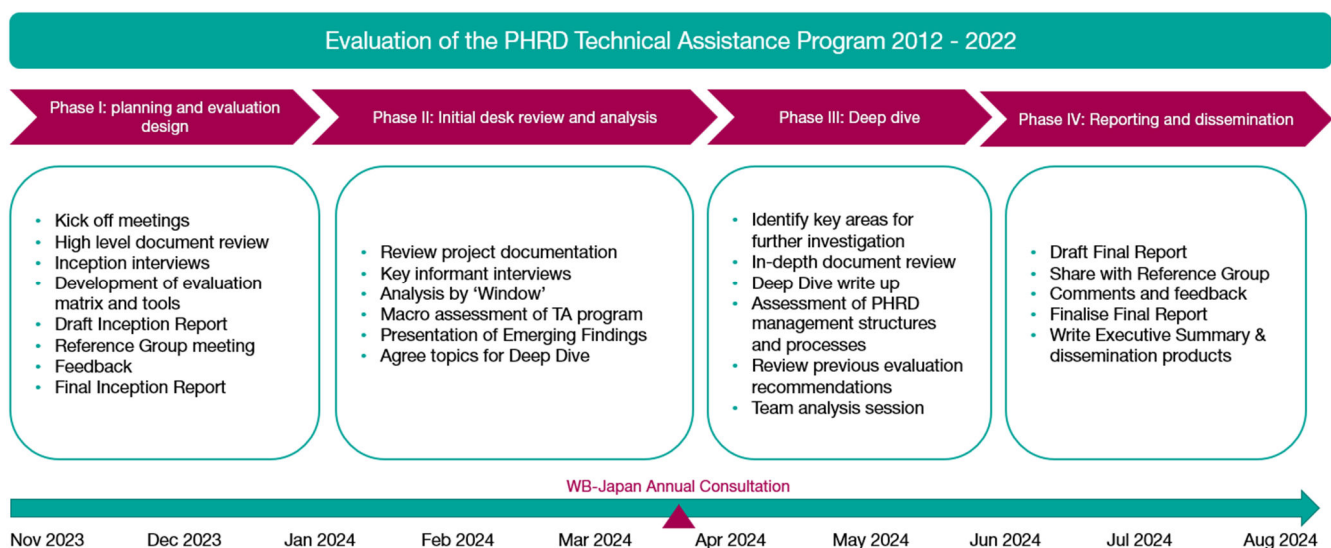 Evaluation of the PHRD Technical Assistance Program 2012 - 2022
Phase I: planning and evaluation
design
Phase II: Initial desk review and analysis
Phase III: Deep dive
Phase IV: Reporting and dissemination
• Kick off meetings
• High level document review
• Inception interviews
• Development of evaluation
matrix and tools
• Draft Inception Report
• Reference Group meeting
• Feedback
• Final Inception Report
• Review project documentation
• Key informant interviews
• Analysis by ‘Window’
• Macro assessment of TA program
• Presentation of Emerging Findings
• Agree topics for Deep Dive
• Identify key areas for
further investigation
• In-depth document review
• Deep Dive write up
• Assessment of PHRD
management structures
and processes
• Review previous evaluation
recommendations
• Team analysis session
• Draft Final Report
• Share with Reference Group
• Comments and feedback
• Finalise Final Report
• Write Executive Summary &
dissemination products
WB-Japan Annual Consultation
Nov 2023 Dec 2023 Jan 2024 Feb 2024 Mar 2024 Apr 2024 May 2024 Jun 2024 Jul 2024 Aug 2024